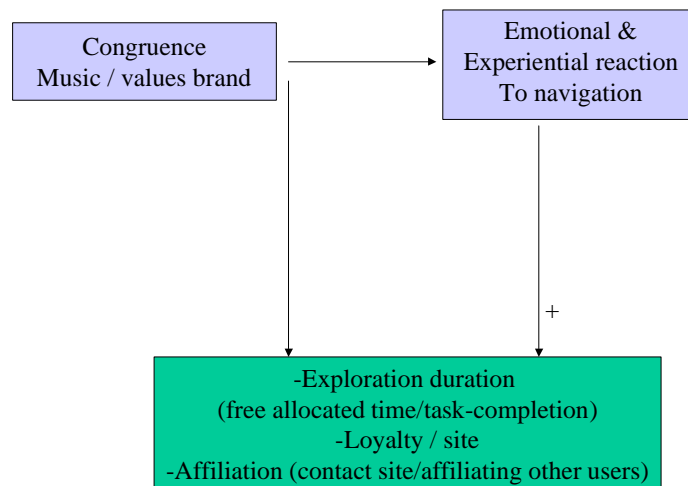 Congruence
Music / values brand
Emotional &
Experiential reaction
To navigation
+
-Exploration duration
(free allocated time/task-completion)
-Loyalty / site
-Affiliation (contact site/affiliating other users)